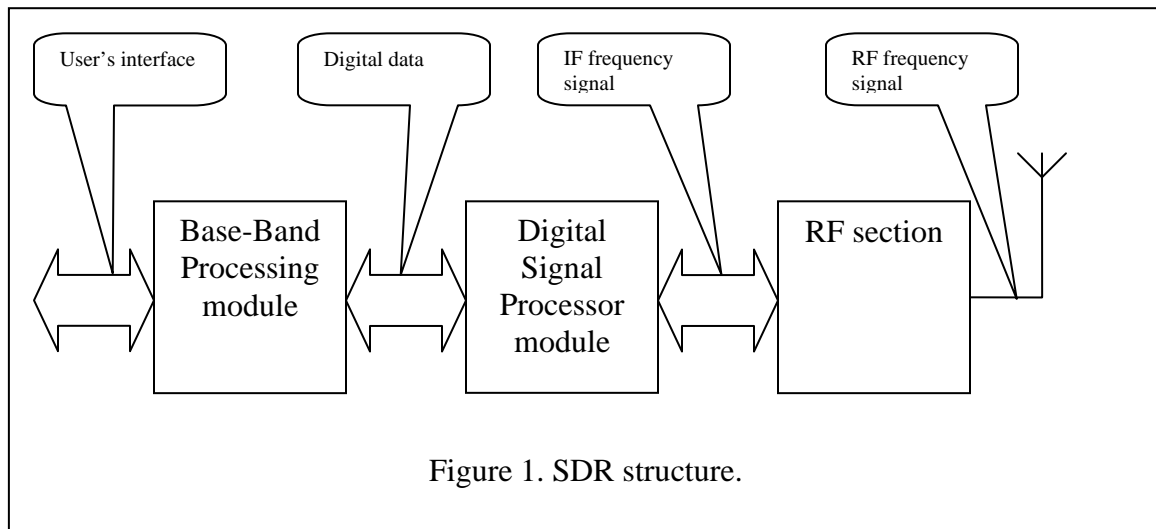 User's interface
Digital data
IF frequency
signal
RF frequency
signal
Base-Band
Processing
module
Digital
Signal
Processor
module
RF section
Figure 1. SDR structure.